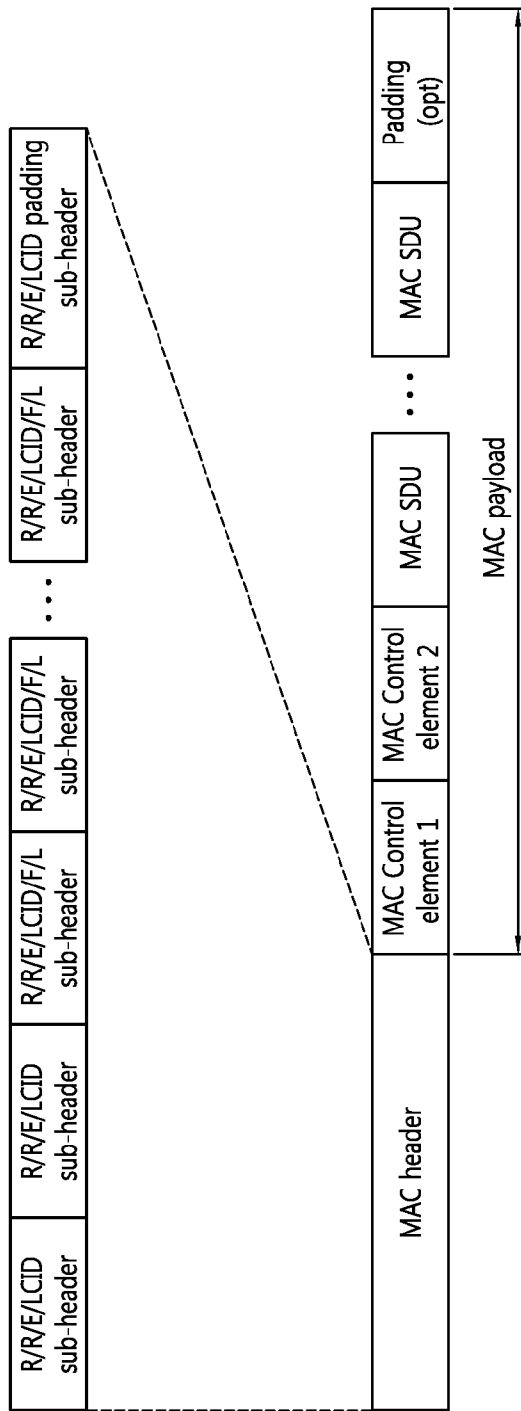 R/R/E/LCID
sub-header
R/R/E/LCID
sub-header
R/R/E/LCID/F/L
sub-header
R/R/E/LCID/F/L
sub-header
• • •
R/R/E/LCID/F/L
sub-header
R/R/E/LCID padding
sub-header
MAC header
MAC Control
element 1
MAC Control
element 2
MAC SDU
• • •
MAC SDU
Padding
(opt)
MAC payload